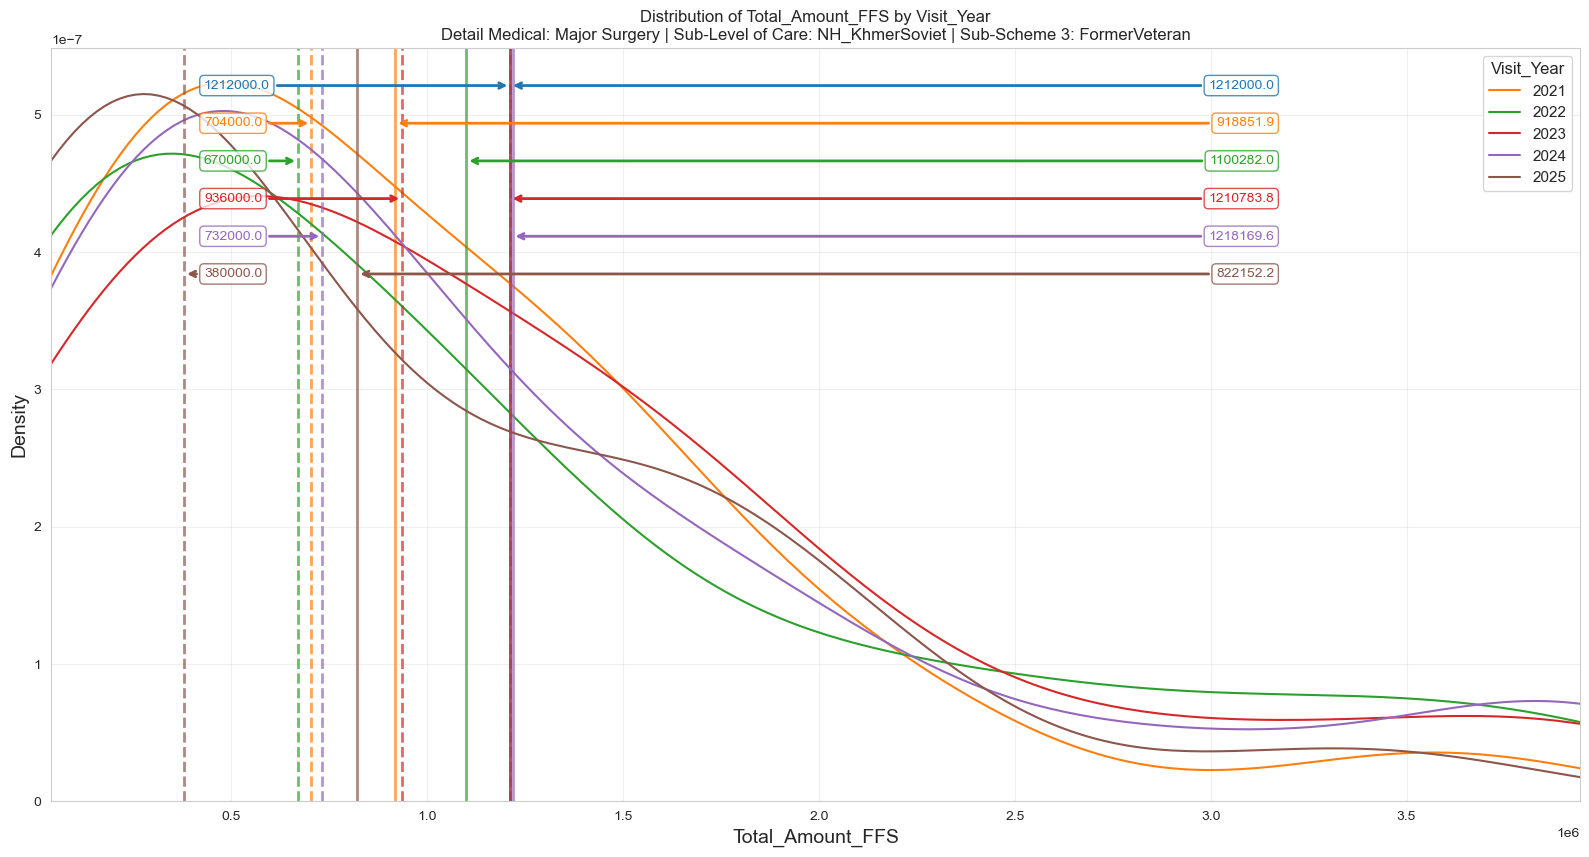 Distribution of Total_Amount_FFS by Visit_Year
Detail Medical: Major Surgery | Sub-Level of Care: NH_KhmerSoviet | Sub-Scheme 3: FormerVeteran
1e−7
Visit_Year
2021
2022
2023
2024
2025
1212000.0 1212000.0
704000.0 918851.9
670000.0 1100282.0
936000.0 1210783.8
732000.0 1218169.6
380000.0 822152.2
5
4
3
2
1
0
Density
0.5 1.0 1.5 2.0 2.5 3.0 3.5
1e6
Total_Amount_FFS